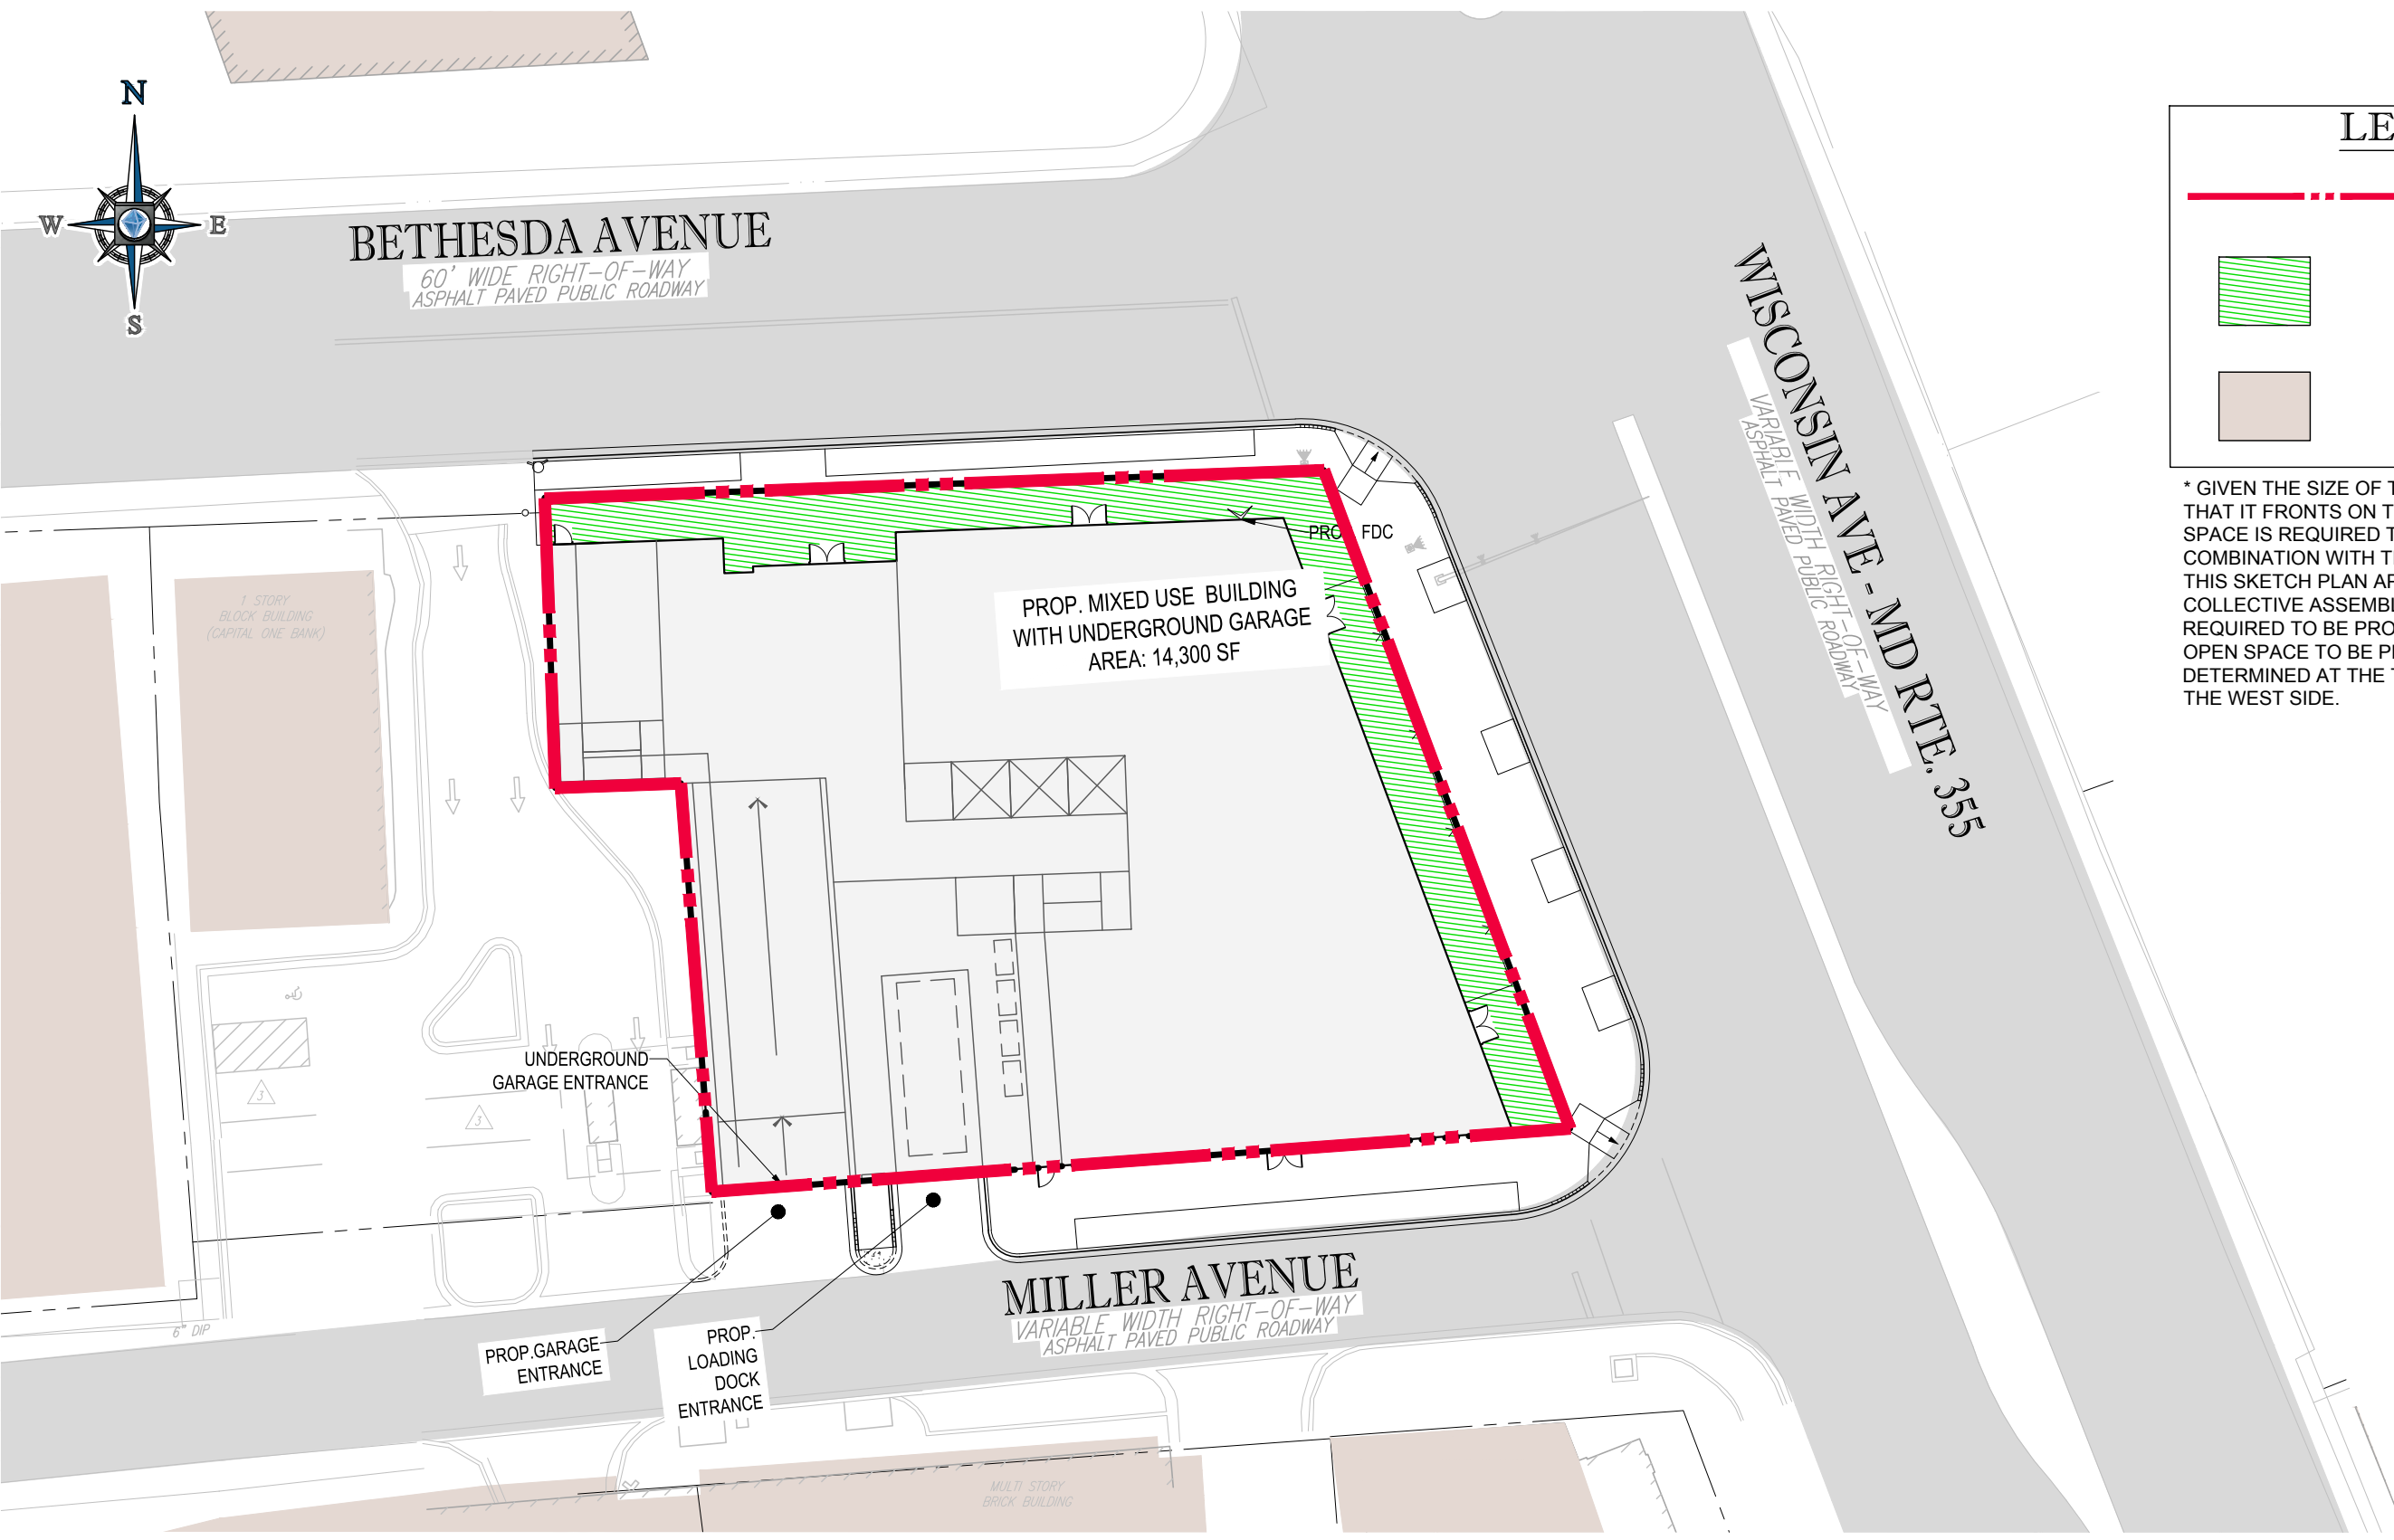 N
W
E
S
BETHESDA AVENUE
60' WIDE RIGHT-OF-WAY
ASPHALT PAVED PUBLIC ROADWAY
WISCONSIN AVE - MD RTE. 355
VARIABLE WIDTH RIGHT-OF-WAY
ASPHALT PAVED PUBLIC ROADWAY
LE
* GIVEN THE SIZE OF T
THAT IT FRONTS ON T
SPACE IS REQUIRED T
COMBINATION WITH T
THIS SKETCH PLAN AP
COLLECTIVE ASSEMBL
REQUIRED TO BE PRO
OPEN SPACE TO BE P
DETERMINED AT THE T
THE WEST SIDE.
PRO FDC
PROP. MIXED USE BUILDING
WITH UNDERGROUND GARAGE
AREA: 14,300 SF
1 STORY
BLOCK BUILDING
(CAPITAL ONE BANK)
UNDERGROUND
GARAGE ENTRANCE
3
3
6" DIP
PROP.GARAGE
ENTRANCE
PROP.
LOADING
DOCK
ENTRANCE
MILLER AVENUE
VARIABLE WIDTH RIGHT-OF-WAY
ASPHALT PAVED PUBLIC ROADWAY
MULTI STORY
BRICK BUILDING